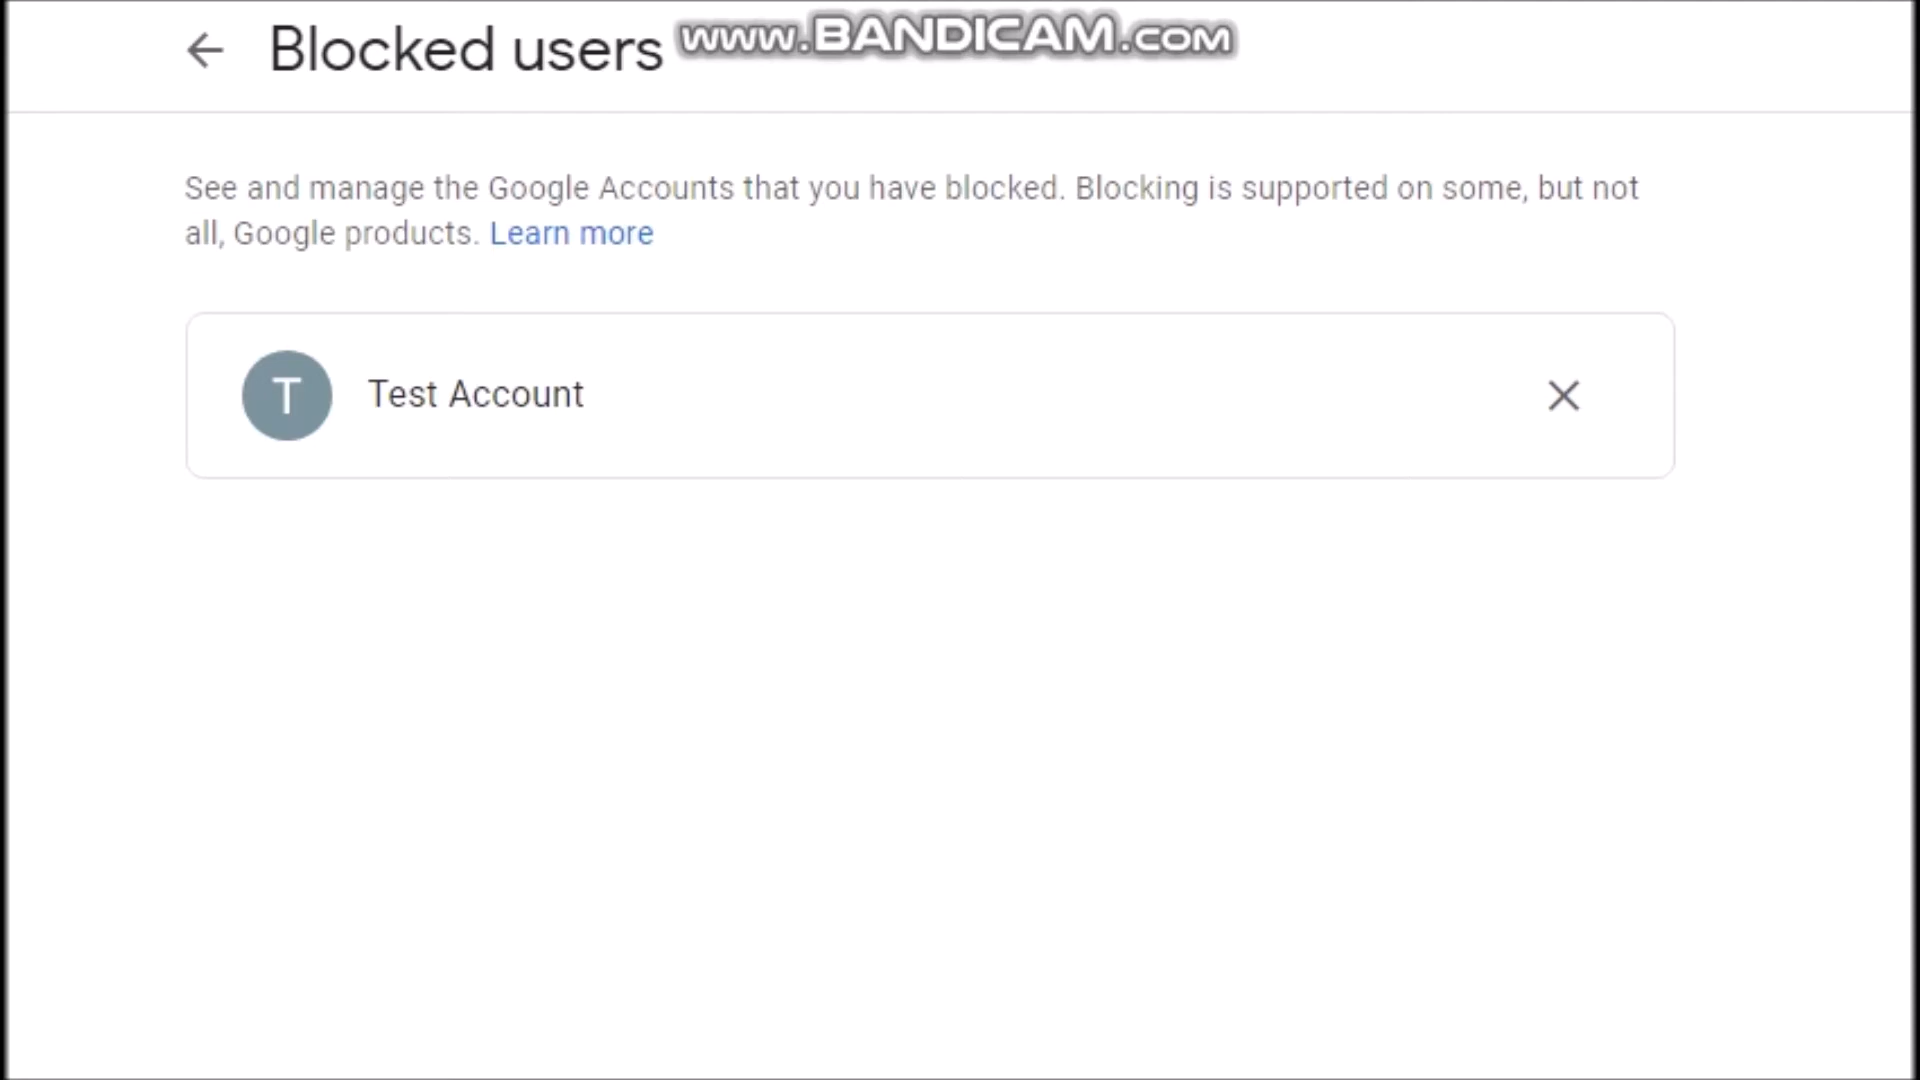 Blocked users
www.BANDICAM.com
See and manage the Google Accounts that you have blocked. Blocking is supported on some, but not
all, Google products. Learn more
T
Test Account